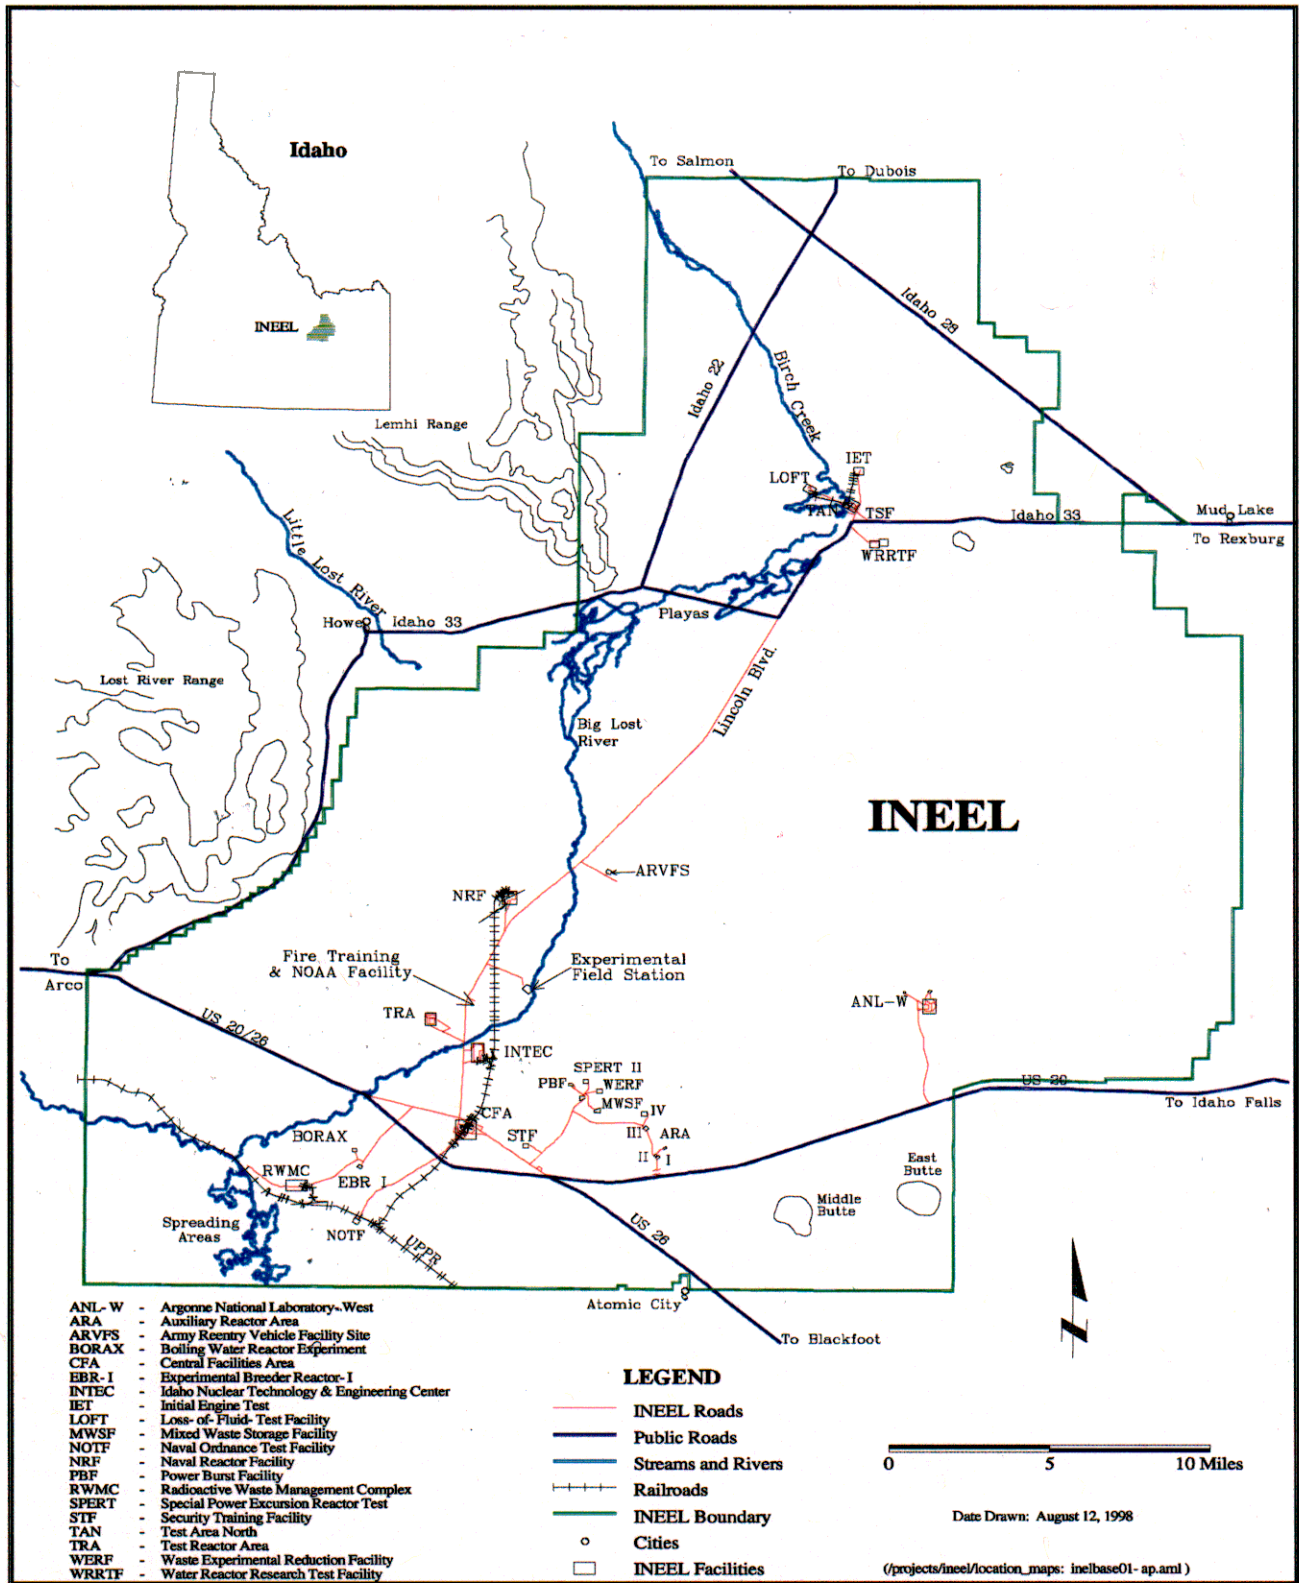 Idaho
INEEL
To Salmon
To Dubois
Idaho 28
Idaho 22
Birch Creek
Lemhi Range
IET
LOFT
TAN
TSF
Idaho 33
Mud Lake
To Rexburg
WRRTF
Little Lost River
Playas
Howe
Idaho 33
Lincoln Blvd.
Lost River Range
Big Lost
River
INEEL
ARVFS
NRF
Fire Training
& NOAA Facility
Experimental
Field Station
To
Arco
ANL-W
TRA
US 20/26
INTEC
SPERT II
PBF
WERF
MWSF
IV
US 20
To Idaho Falls
CFA
III
ARA
BORAX
STF
II
I
RWMC
EBR I
East
Butte
Middle
Butte
Spreading
Areas
NOTF
UPPR
US 26
Atomic City
To Blackfoot
ANL-W - Argonne National Laboratory-West
ARA - Auxiliary Reactor Area
ARVFS - Army Reentry Vehicle Facility Site
BORAX - Boiling Water Reactor Experiment
CFA - Central Facilities Area
EBR-I - Experimental Breeder Reactor-I
INTEC - Idaho Nuclear Technology & Engineering Center
IET - Initial Engine Test
LOFT - Loss-of-Fluid-Test Facility
MWSF - Mixed Waste Storage Facility
NOTF - Naval Ordnance Test Facility
NRF - Naval Reactor Facility
PBF - Power Burst Facility
RWMC - Radioactive Waste Management Complex
SPERT - Special Power Excursion Reactor Test
STF - Security Training Facility
TAN - Test Area North
TRA - Test Reactor Area
WERF - Waste Experimental Reduction Facility
WRRTF - Water Reactor Research Test Facility
LEGEND
INEEL Roads
Public Roads
Streams and Rivers
Railroads
INEEL Boundary
Cities
INEEL Facilities
N
0 5 10 Miles
Date Drawn: August 12, 1998
(/projects/ineel/location_maps: inelbase01-ap.aml )